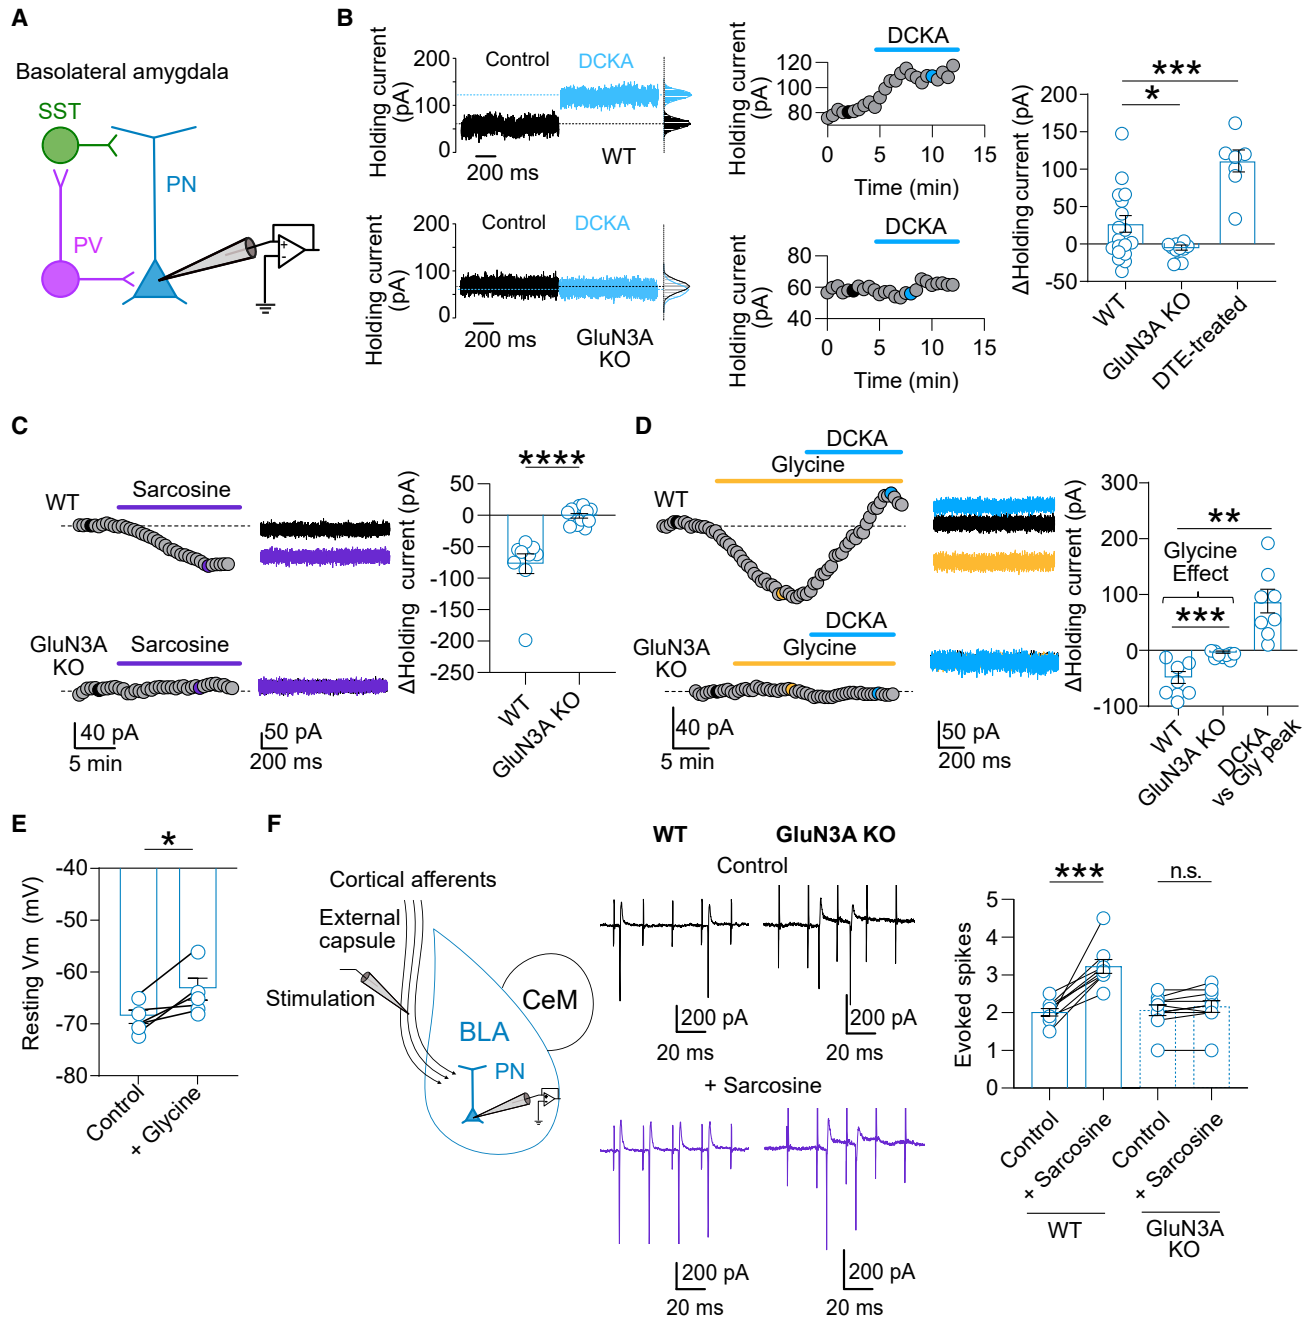 A
Basolateral amygdala
SST
PN
PV
+
-
B
Holding current
(pA)
200
100
0
Control
DCKA
WT
200 ms
Holding current
(pA)
200
100
0
Control
DCKA
200 ms
GluN3A
KO
Holding current
(pA)
120
100
80
DCKA
0 5 10 15
Time (min)
Holding current
(pA)
80
60
40
DCKA
0 5 10 15
Time (min)
ΔHolding current (pA)
200
150
100
50
0
-50
***
*
WT
GluN3A KO
DTE-treated
C
WT
Sarcosine
GluN3A
KO
Sarcosine
40 pA
5 min
50 pA
200 ms
ΔHolding current (pA)
50
0
-50
-100
-150
-200
-250
****
WT
GluN3A KO
D
WT
DCKA
Glycine
GluN3A
KO
DCKA
Glycine
40 pA
5 min
50 pA
200 ms
ΔHolding current (pA)
300
200
100
0
-100
**
Glycine
Effect
***
WT
GluN3A KO
DCKA
vs Gly peak
E
Resting Vm (mV)
-40
-50
-60
-70
-80
*
Control
+ Glycine
F
Cortical afferents
External
capsule
Stimulation
BLA
CeM
PN
WT
GluN3A KO
Control
200 pA
20 ms
200 pA
20 ms
+ Sarcosine
200 pA
20 ms
200 pA
20 ms
Evoked spikes
5
4
3
2
1
0
***
n.s.
Control
+ Sarcosine
Control
+ Sarcosine
WT
GluN3A
KO